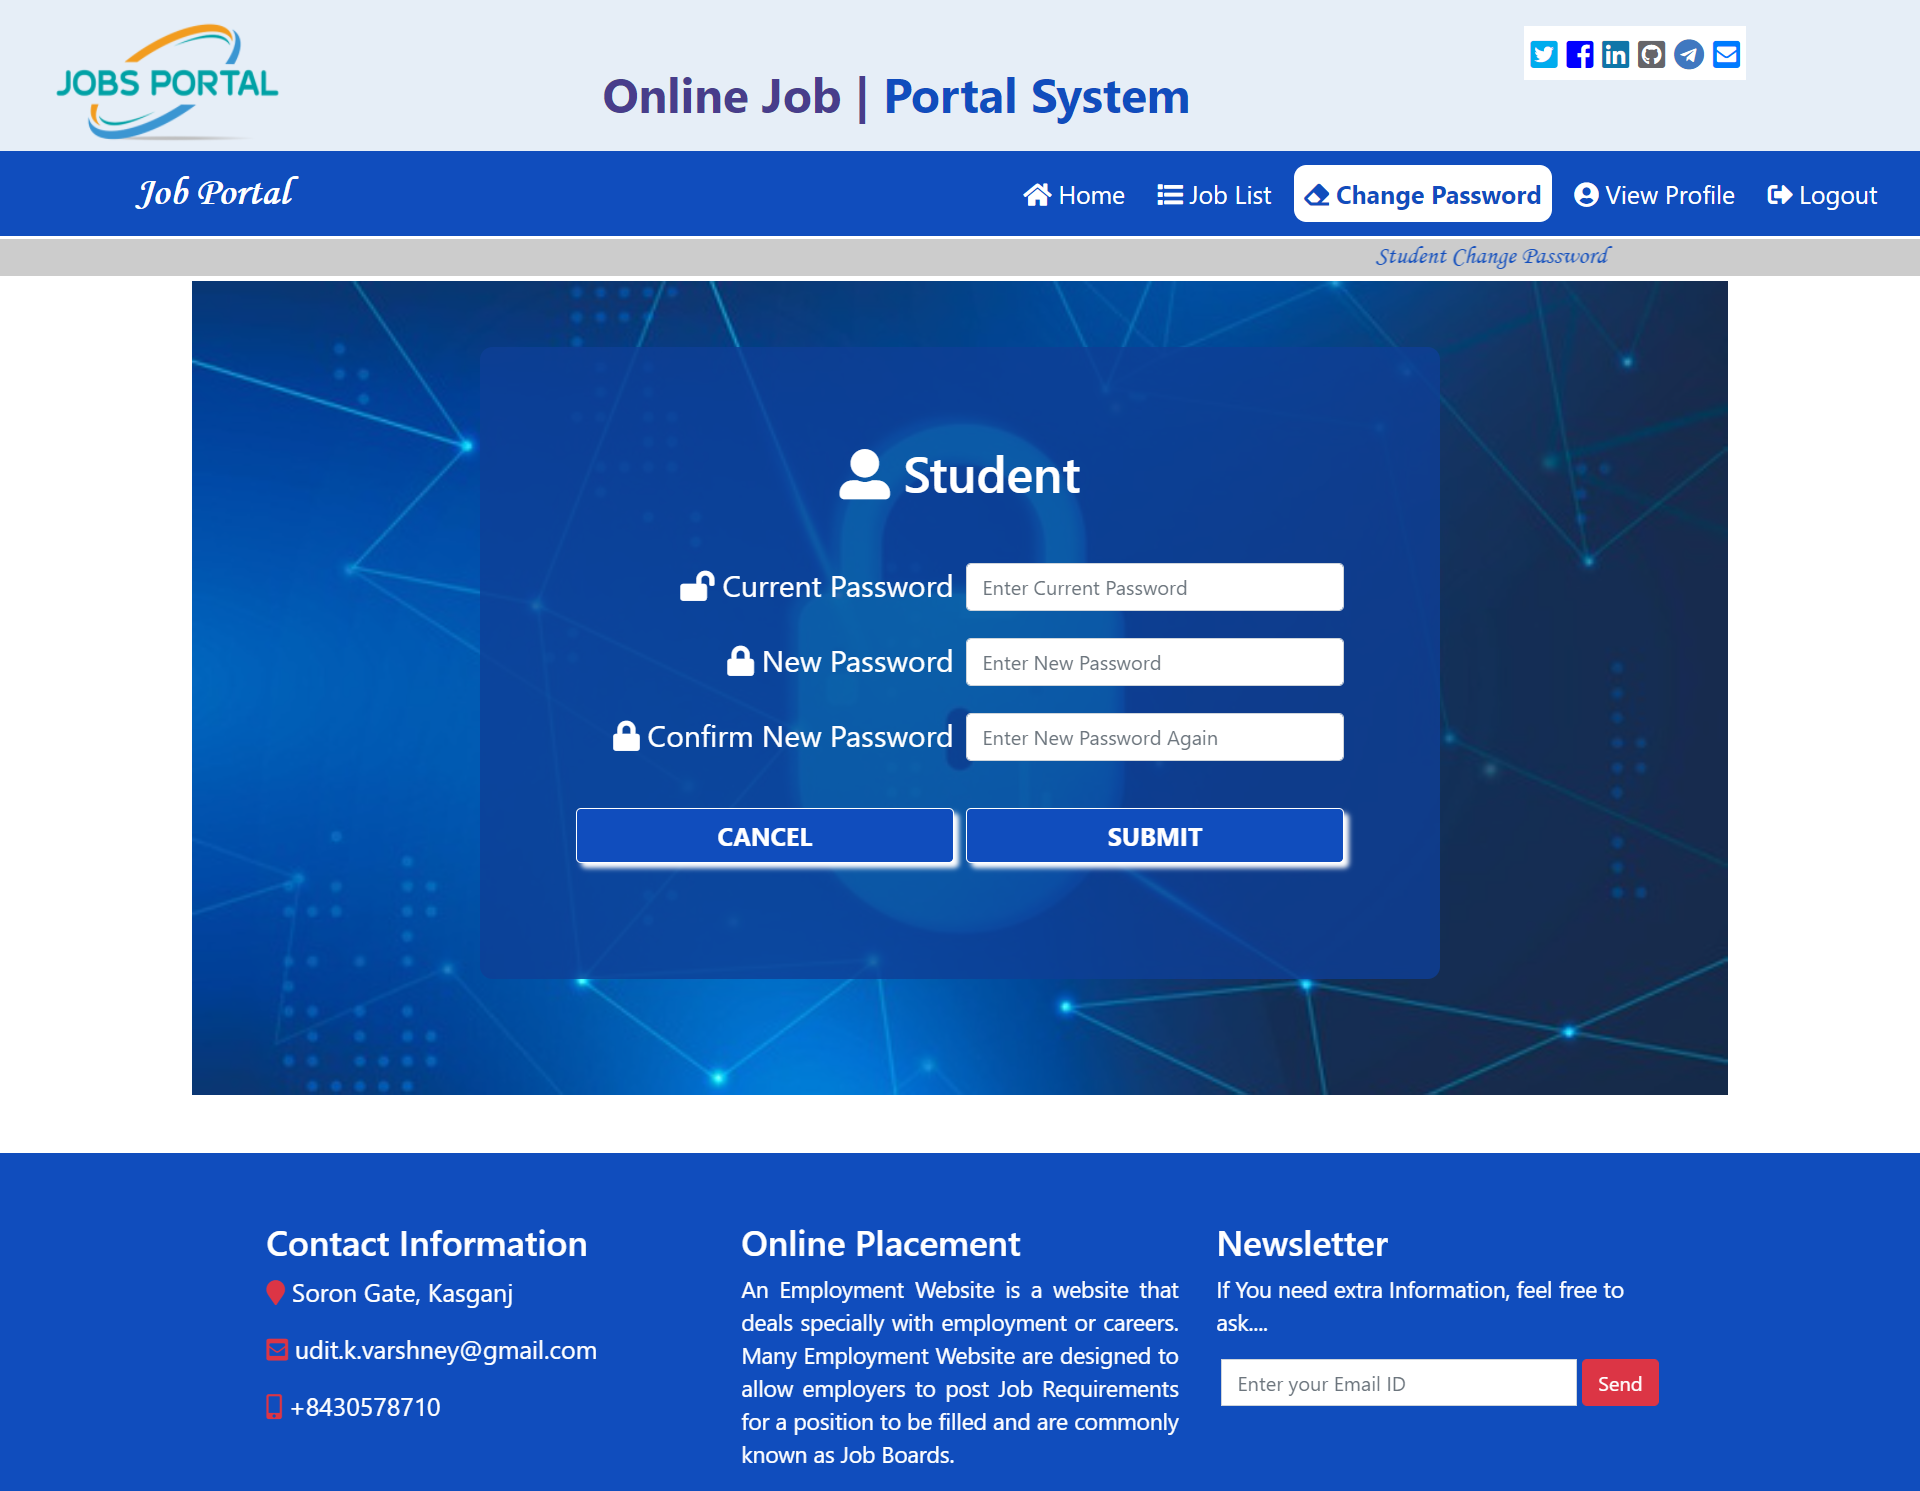 JOBS PORTAL
Online Job | Portal System
Job Portal
Home
Job List
Change Password
View Profile
Logout
Student Change Password
Student
Current Password
Enter Current Password
New Password
Enter New Password
Confirm New Password
Enter New Password Again
CANCEL
SUBMIT
Contact Information
Soron Gate, Kasganj
udit.k.varshney@gmail.com
+8430578710
Online Placement
An Employment Website is a website that
deals specially with employment or careers.
Many Employment Website are designed to
allow employers to post Job Requirements
for a position to be filled and are commonly
known as Job Boards.
Newsletter
If You need extra Information, feel free to
ask....
Enter your Email ID
Send